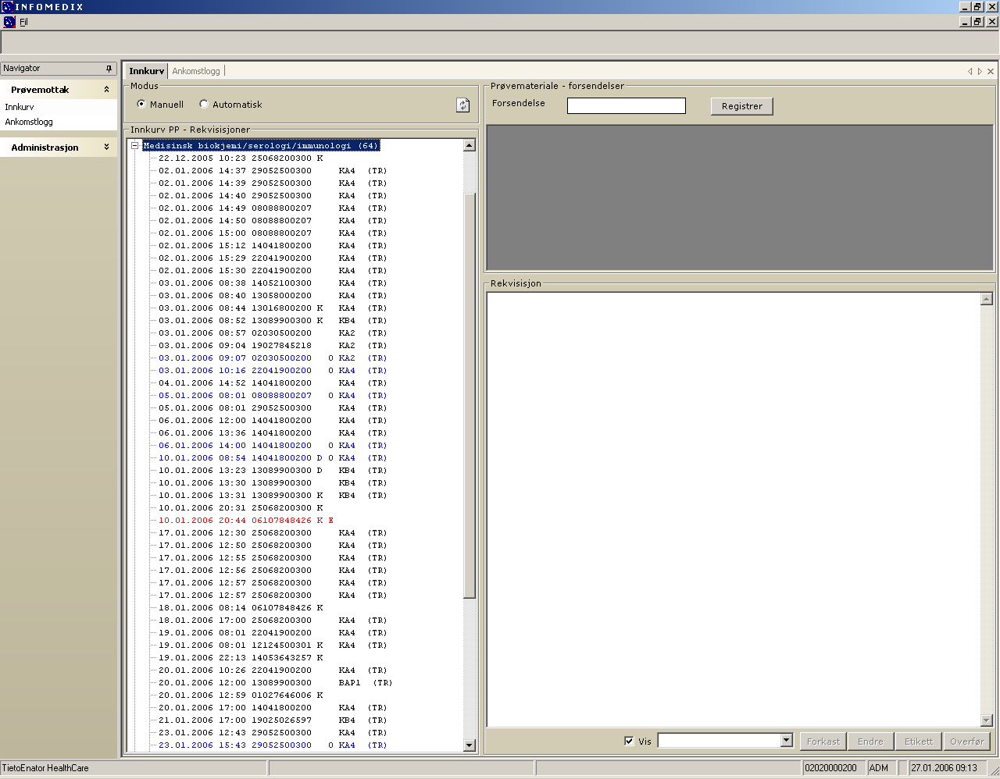 INFOMEDIX
Fil
Navigator
Prøvemottak
Innkurv
Ankomstlogg
Administrasjon
Innkurv Ankomstlogg
Modus
Manuell Automatisk
Innkurv PP - Rekvisisjoner
Medisinsk biokjemi/serologi/immunologi (64)
22.12.2005 10:23 25068200300 K
02.01.2006 14:37 29052500300 KA4 (TR)
02.01.2006 14:39 29052500300 KA4 (TR)
02.01.2006 14:40 29052500300 KA4 (TR)
02.01.2006 14:49 08088800207 KA4 (TR)
02.01.2006 14:50 08088800207 KA4 (TR)
02.01.2006 15:00 08088800207 KA4 (TR)
02.01.2006 15:12 14041800200 KA4 (TR)
02.01.2006 15:29 22041900200 KA4 (TR)
02.01.2006 15:30 22041900200 KA4 (TR)
03.01.2006 08:38 14052100300 KA4 (TR)
03.01.2006 08:40 13058000200 KA4 (TR)
03.01.2006 08:44 13016800200 K KA4 (TR)
03.01.2006 08:52 13089900300 K KB4 (TR)
03.01.2006 08:57 02030500200 KA2 (TR)
03.01.2006 09:04 19027845218 KA2 (TR)
03.01.2006 09:07 02030500200 O KA2 (TR)
03.01.2006 10:16 22041900200 O KA4 (TR)
04.01.2006 14:52 14041800200 KA4 (TR)
05.01.2006 08:01 08088800207 O KA4 (TR)
05.01.2006 08:01 29052500300 KA4 (TR)
06.01.2006 12:00 14041800200 KA4 (TR)
06.01.2006 13:36 14041800200 KA4 (TR)
06.01.2006 14:00 14041800200 O KA4 (TR)
10.01.2006 08:54 14041800200 D O KA4 (TR)
10.01.2006 13:23 13089900300 D KB4 (TR)
10.01.2006 13:30 13089900300 KB4 (TR)
10.01.2006 13:31 13089900300 K KB4 (TR)
10.01.2006 20:31 25068200300 K
10.01.2006 20:44 06107848426 K E
17.01.2006 12:30 25068200300 KA4 (TR)
17.01.2006 12:50 25068200300 KA4 (TR)
17.01.2006 12:55 25068200300 KA4 (TR)
17.01.2006 12:56 25068200300 KA4 (TR)
17.01.2006 12:57 25068200300 KA4 (TR)
17.01.2006 12:57 25068200300 KA4 (TR)
18.01.2006 08:14 06107848426 K
18.01.2006 17:00 25068200300 KA4 (TR)
19.01.2006 08:01 22041900200 KA4 (TR)
19.01.2006 08:01 12124500301 K KA4 (TR)
19.01.2006 22:13 14053643257 K
20.01.2006 10:26 22041900200 KA4 (TR)
20.01.2006 12:00 13089900300 BAP1 (TR)
20.01.2006 12:59 01027646006 K
20.01.2006 17:00 14041800200 KA4 (TR)
21.01.2006 17:00 19025026597 KB4 (TR)
23.01.2006 12:43 29052500300 KA4 (TR)
23.01.2006 15:43 29052500300 O KA4 (TR)
Prøvemateriale - forsendelser
Forsendelse Registrer
Rekvisisjon
Vis Forkast Endre Etikett Overfør
TietoEnator HealthCare 02020000200 ADM 27.01.2006 09:13